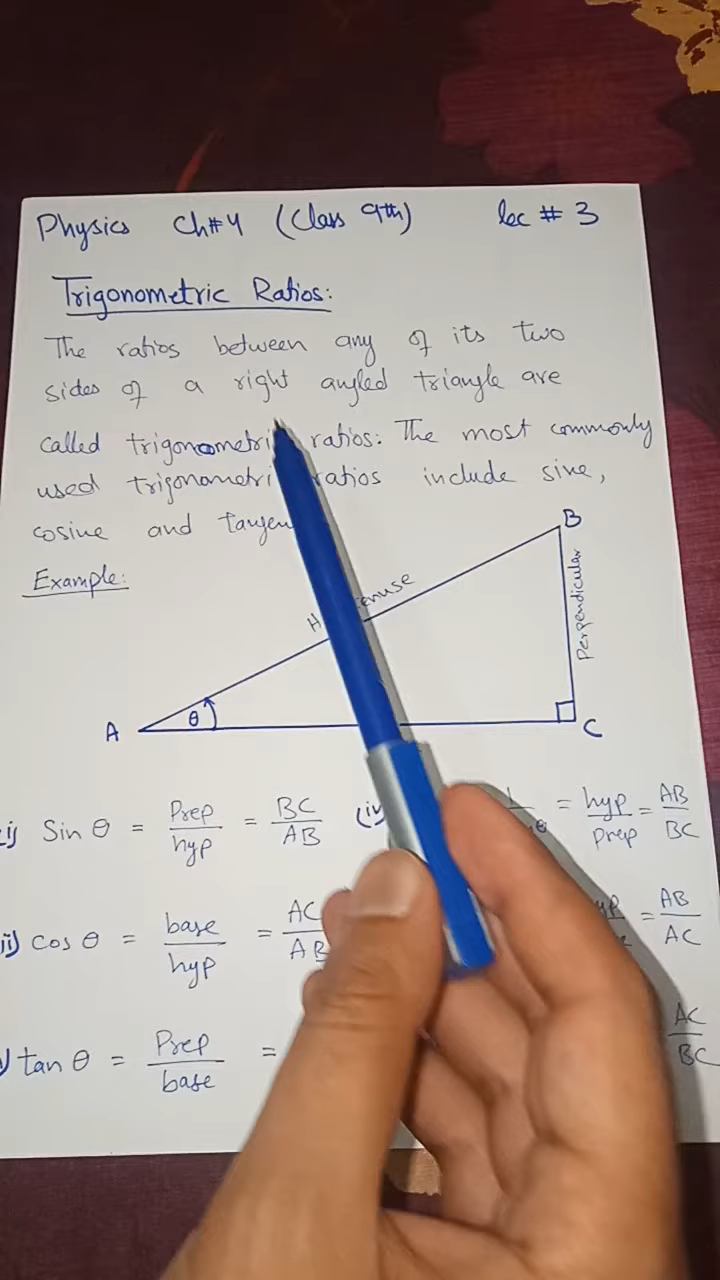 Physics Ch#4 (Class 9th) lec # 3
Trigonometric Ratios:
The ratios between any of its two
sides of a right angled triangle are
called trigonometri ratios: The most commonly
used trigonometri ratios include sine,
cosine and tangen
Example:
B
H enuse
Perpendicular
A θ C
i) Sin θ = Prep/hyp = BC/AB (iv = hyp/prep = AB/BC
ii) cos θ = base/hyp = AC/AB = AB/AC
) tan θ = Prep/base = AC/BC